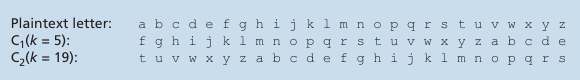 Plaintext letter: a b c d e f g h i j k l m n o p q r s t u v w x y z
C₁(k = 5): f g h i j k l m n o p q r s t u v w x y z a b c d e
C₂(k = 19): t u v w x y z a b c d e f g h i j k l m n o p q r s